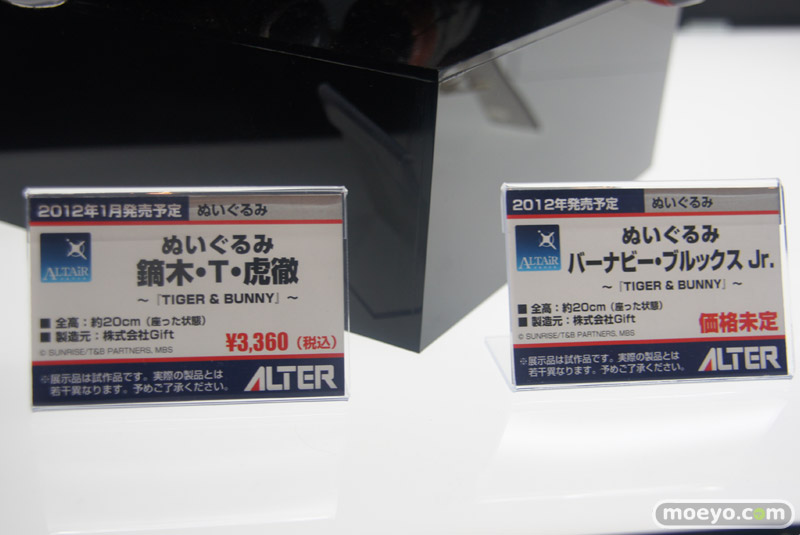 2012年1月発売予定 ぬいぐるみ
ALTAiR
ぬいぐるみ
鏑木・T・虎徹
～『TIGER & BUNNY』～
■ 全高：約20cm（座った状態）
■ 製造元：株式会社Gift
¥3,360（税込）
© SUNRISE/T&B PARTNERS, MBS
※展示品は試作品です。実際の製品とは
若干異なります。予めご了承ください。
ALTER
2012年発売予定 ぬいぐるみ
ALTAiR
ぬいぐるみ
バーナビー・ブルックス Jr.
～『TIGER & BUNNY』～
■ 全高：約20cm（座った状態）
■ 製造元：株式会社Gift
価格未定
© SUNRISE/T&B PARTNERS, MBS
※展示品は試作品です。実際の製品とは
若干異なります。予めご了承ください。
ALTER
moeyo.com